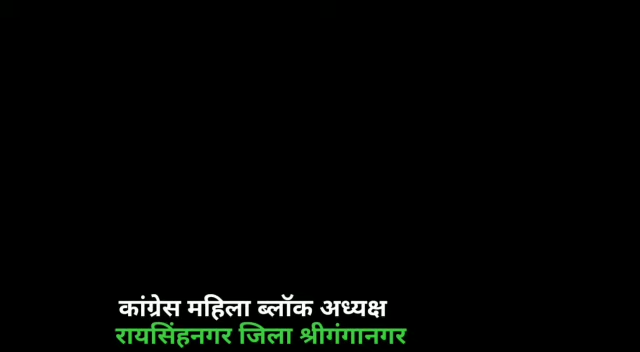 कांग्रेस महिला ब्लॉक अध्यक्ष
रायसिंहनगर जिला श्रीगंगानगर